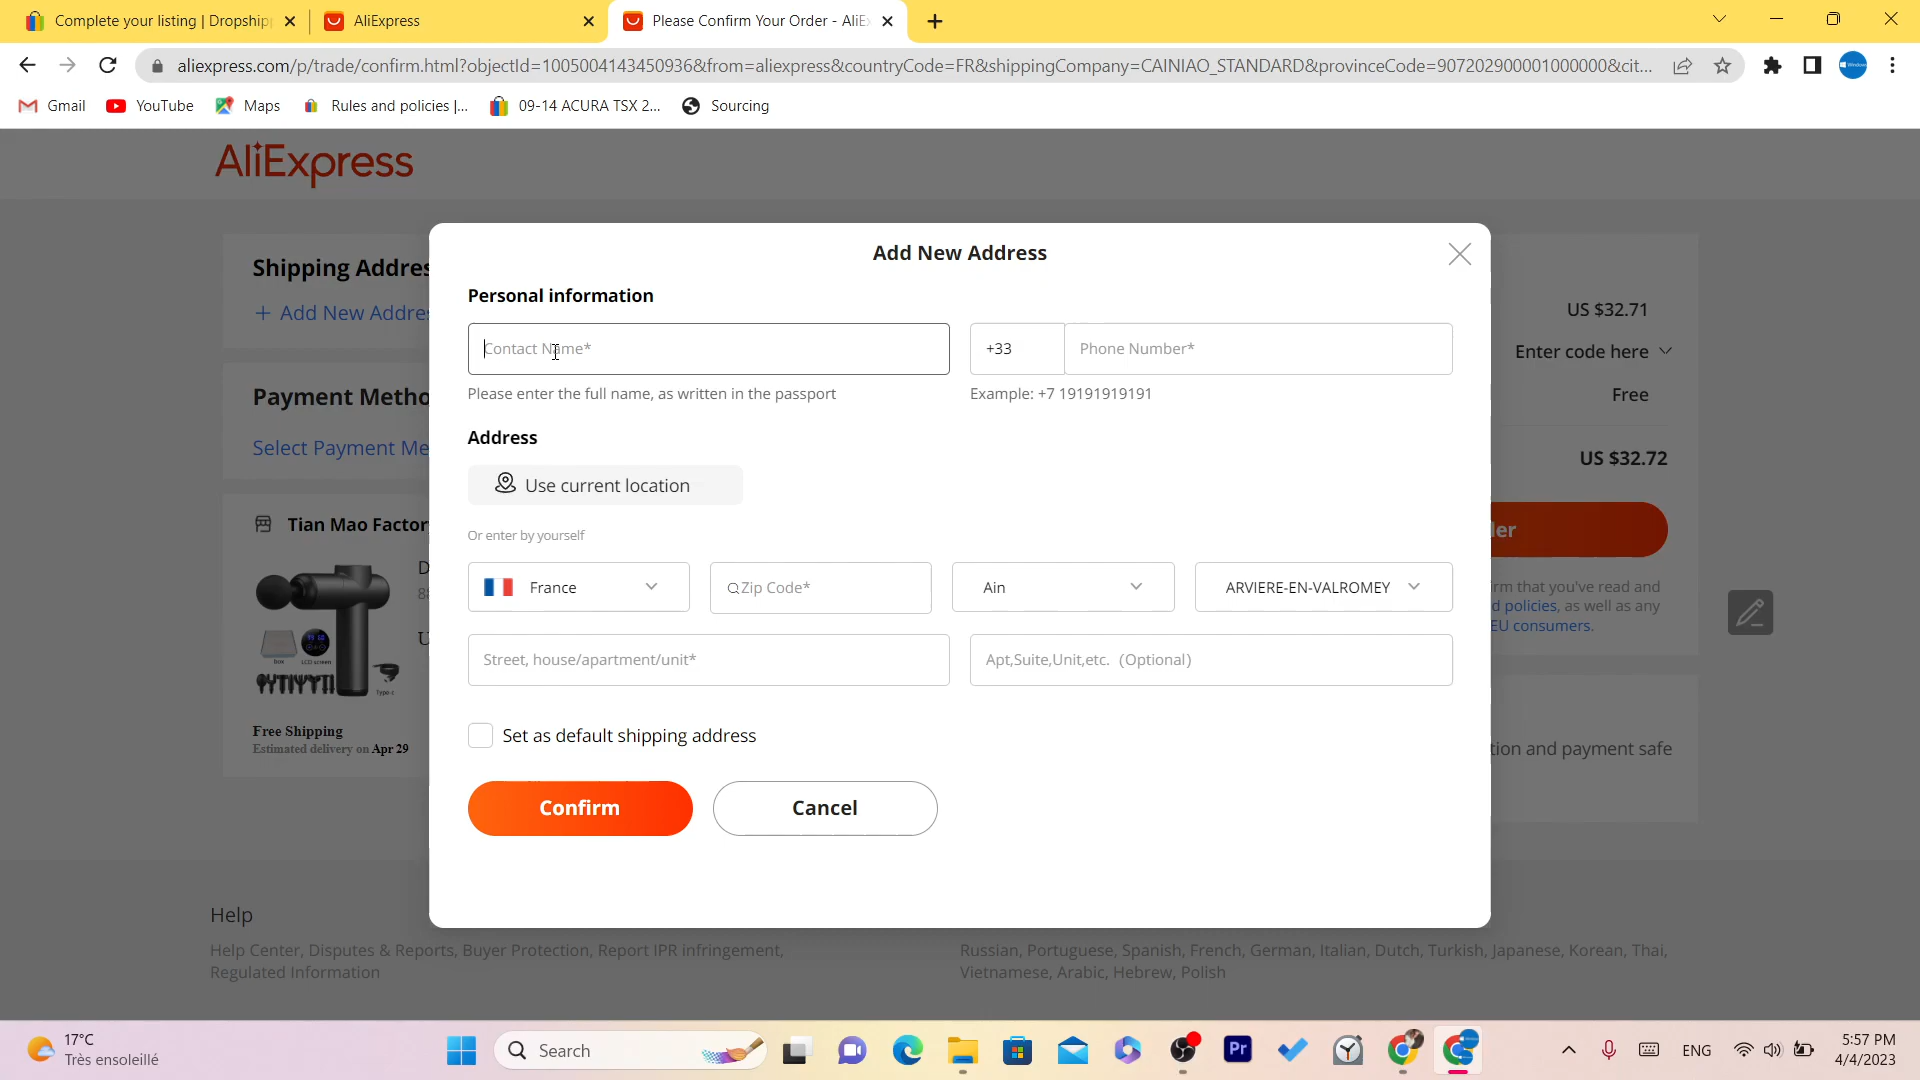 Complete your listing | Dropship
AliExpress
Please Confirm Your Order - AliEx
aliexpress.com/p/trade/confirm.html?objectId=1005004143450936&from=aliexpress&countryCode=FR&shippingCompany=CAINIAO_STANDARD&provinceCode=907202900001000000&cit...
Gmail
YouTube
Maps
Rules and policies |...
09-14 ACURA TSX 2...
Sourcing
AliExpress
Shipping Addres
+ Add New Addre
Payment Metho
Select Payment Me
Tian Mao Factor
D
U
box
LCD screen
Free Shipping
Estimated delivery on Apr 29
Add New Address
Personal information
Contact Name*
+33
Phone Number*
Please enter the full name, as written in the passport
Example: +7 19191919191
Address
Use current location
Or enter by yourself
France
Zip Code*
Ain
ARVIERE-EN-VALROMEY
Street, house/apartment/unit*
Apt,Suite,Unit,etc. (Optional)
Set as default shipping address
Confirm
Cancel
US $32.71
Enter code here
Free
US $32.72
der
rm that you've read and
d policies, as well as any
EU consumers.
tion and payment safe
Help
Help Center, Disputes & Reports, Buyer Protection, Report IPR infringement,
Regulated Information
Russian, Portuguese, Spanish, French, German, Italian, Dutch, Turkish, Japanese, Korean, Thai,
Vietnamese, Arabic, Hebrew, Polish
17°C
Très ensoleillé
Search
Pr
ENG
5:57 PM
4/4/2023